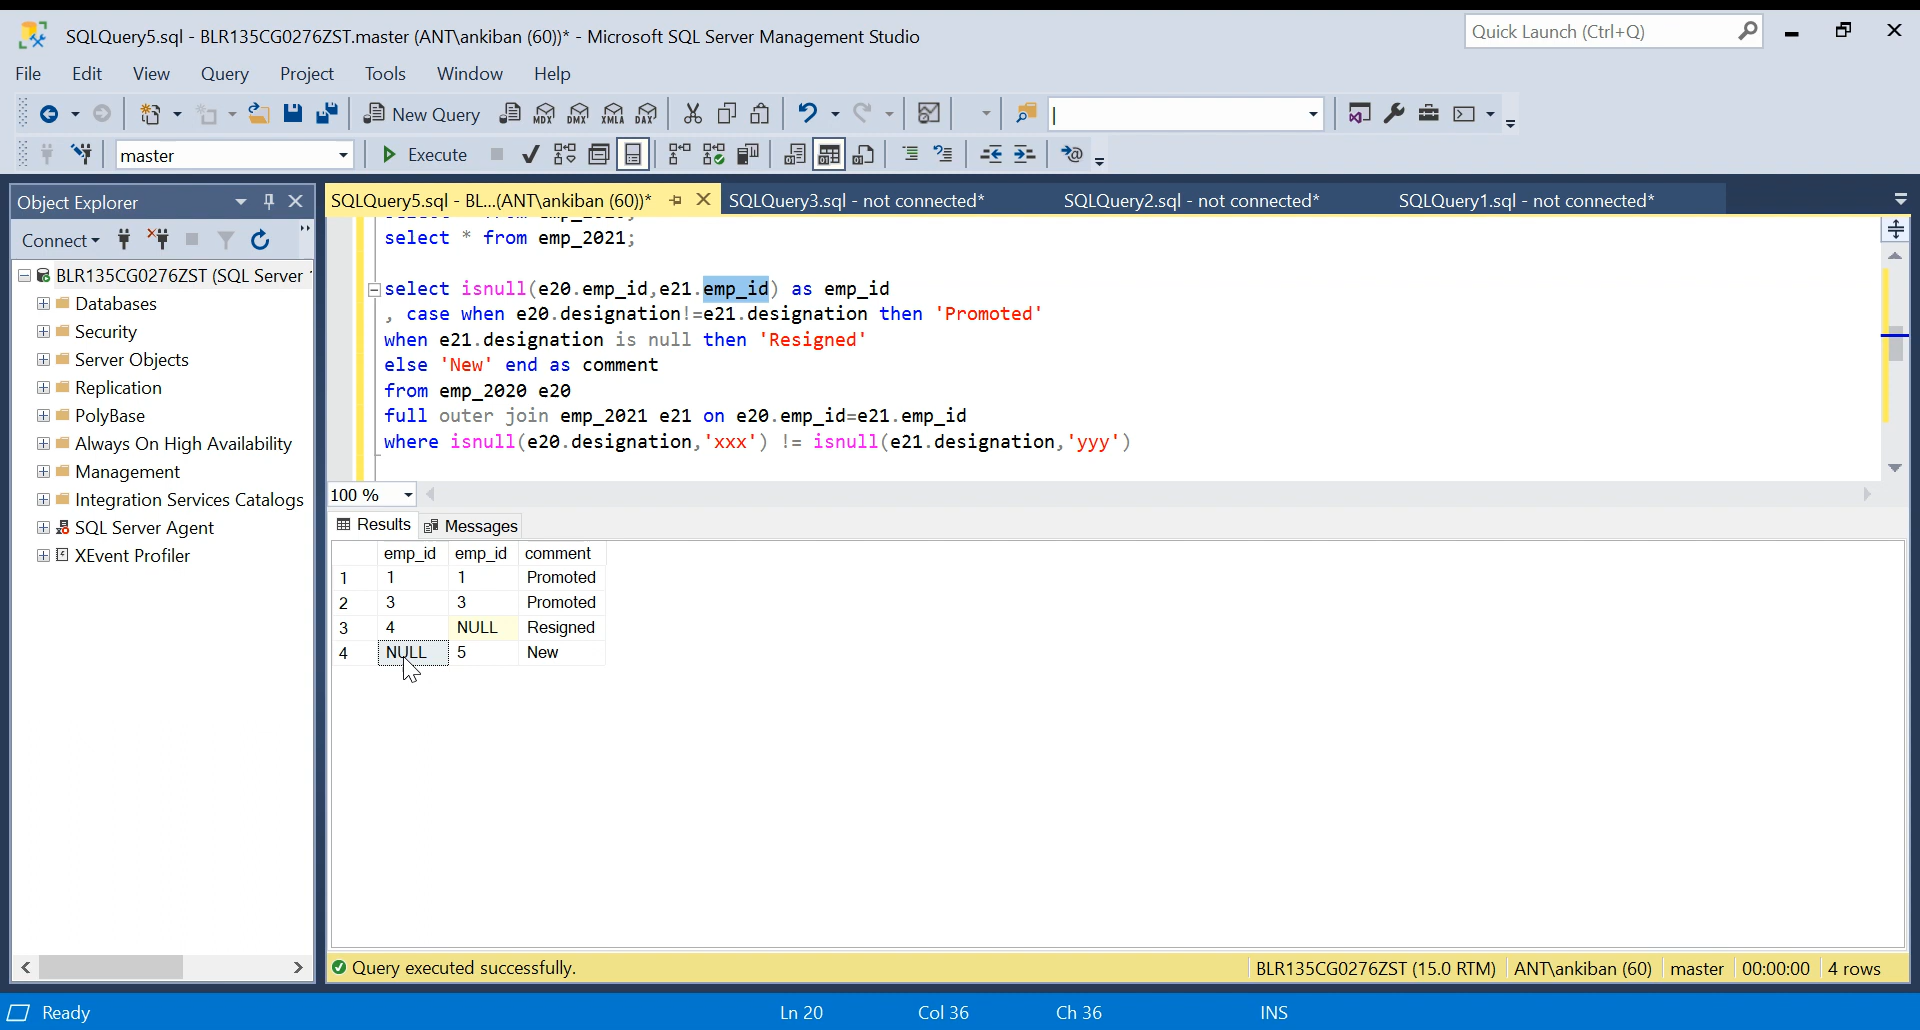 SQLQuery5.sql - BLR135CG0276ZST.master (ANT\ankiban (60))* - Microsoft SQL Server Management Studio
Quick Launch (Ctrl+Q)
File Edit View Query Project Tools Window Help
New Query MDX DMX XMLA DAX
master Execute
Object Explorer
SQLQuery5.sql - BL...(ANT\ankiban (60))* SQLQuery3.sql - not connected* SQLQuery2.sql - not connected* SQLQuery1.sql - not connected*
Connect
BLR135CG0276ZST (SQL Server
Databases
Security
Server Objects
Replication
PolyBase
Always On High Availability
Management
Integration Services Catalogs
SQL Server Agent
XEvent Profiler
select * from emp_2021;
select isnull(e20.emp_id,e21.emp_id) as emp_id
, case when e20.designation!=e21.designation then 'Promoted'
when e21.designation is null then 'Resigned'
else 'New' end as comment
from emp_2020 e20
full outer join emp_2021 e21 on e20.emp_id=e21.emp_id
where isnull(e20.designation,'xxx') != isnull(e21.designation,'yyy')
100 %
Results Messages
emp_id emp_id comment
1 1 1 Promoted
2 3 3 Promoted
3 4 NULL Resigned
4 NULL 5 New
Query executed successfully. BLR135CG0276ZST (15.0 RTM) ANT\ankiban (60) master 00:00:00 4 rows
Ready Ln 20 Col 36 Ch 36 INS